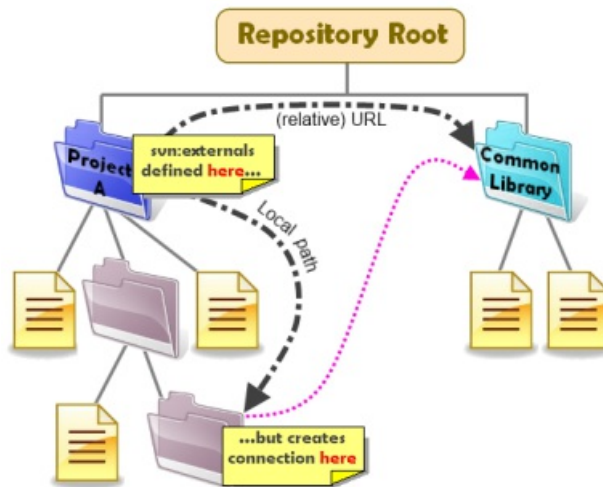 Repository Root
(relative) URL
Project
A
svn:externals
defined here...
Common
Library
Local path
...but creates
connection here